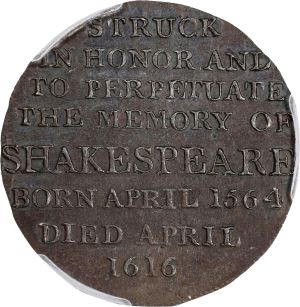 STRUCK
IN HONOR AND
TO PERPETUATE
THE MEMORY OF
SHAKESPEARE
BORN APRIL 1564
DIED APRIL
1616